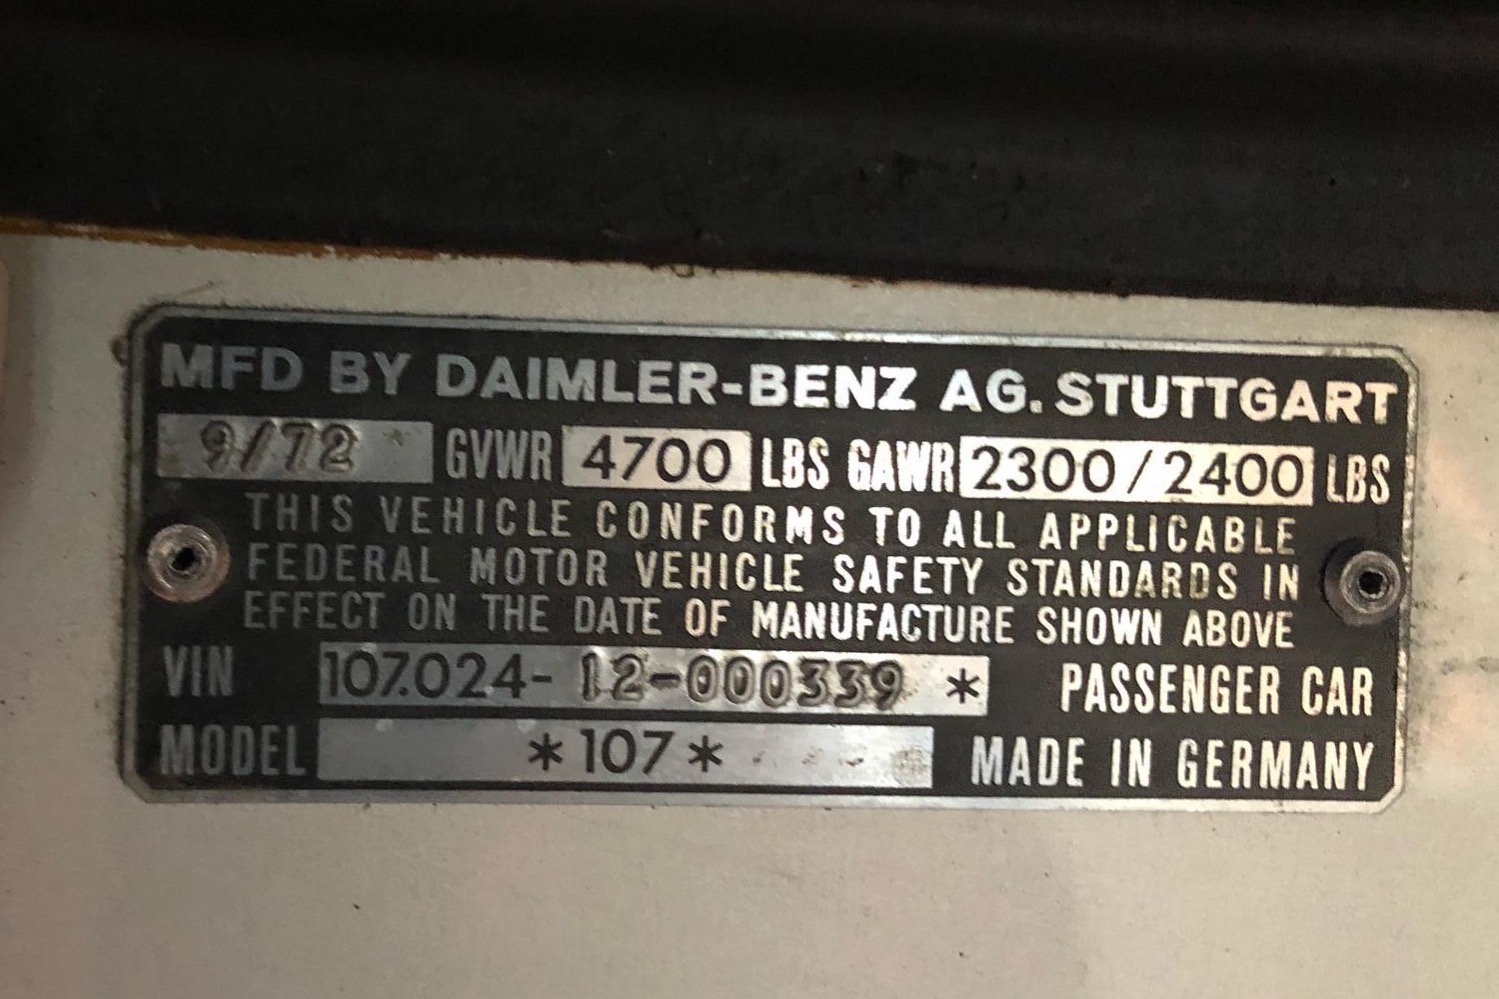 MFD BY DAIMLER-BENZ AG. STUTTGART
9/72 GVWR 4700 LBS GAWR 2300/2400 LBS
THIS VEHICLE CONFORMS TO ALL APPLICABLE
FEDERAL MOTOR VEHICLE SAFETY STANDARDS IN
EFFECT ON THE DATE OF MANUFACTURE SHOWN ABOVE
VIN 107.024-12-000339 * PASSENGER CAR
MODEL *107* MADE IN GERMANY